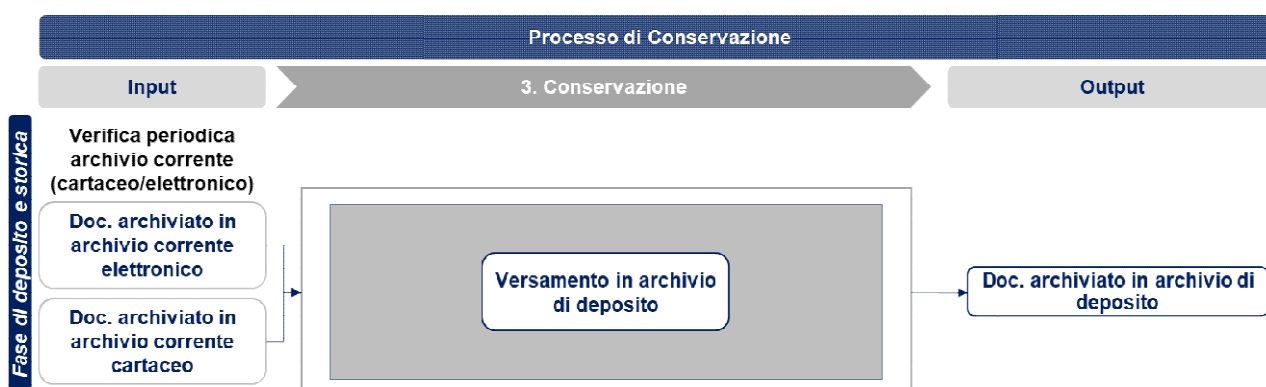 Processo di Conservazione
Input
3. Conservazione
Output
Fase di deposito e storica
Verifica periodica
archivio corrente
(cartaceo/elettronico)
Doc. archiviato in
archivio corrente
elettronico
Doc. archiviato in
archivio corrente
cartaceo
Versamento in archivio
di deposito
Doc. archiviato in archivio di
deposito